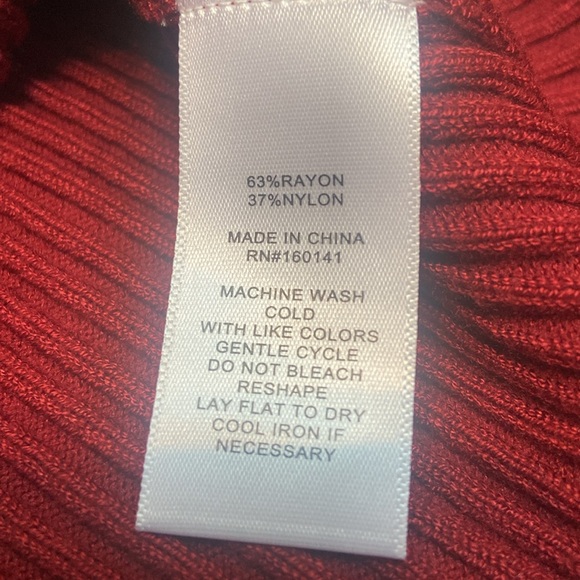 63%RAYON
37%NYLON
MADE IN CHINA
RN#160141
MACHINE WASH
COLD
WITH LIKE COLORS
GENTLE CYCLE
DO NOT BLEACH
RESHAPE
LAY FLAT TO DRY
COOL IRON IF
NECESSARY